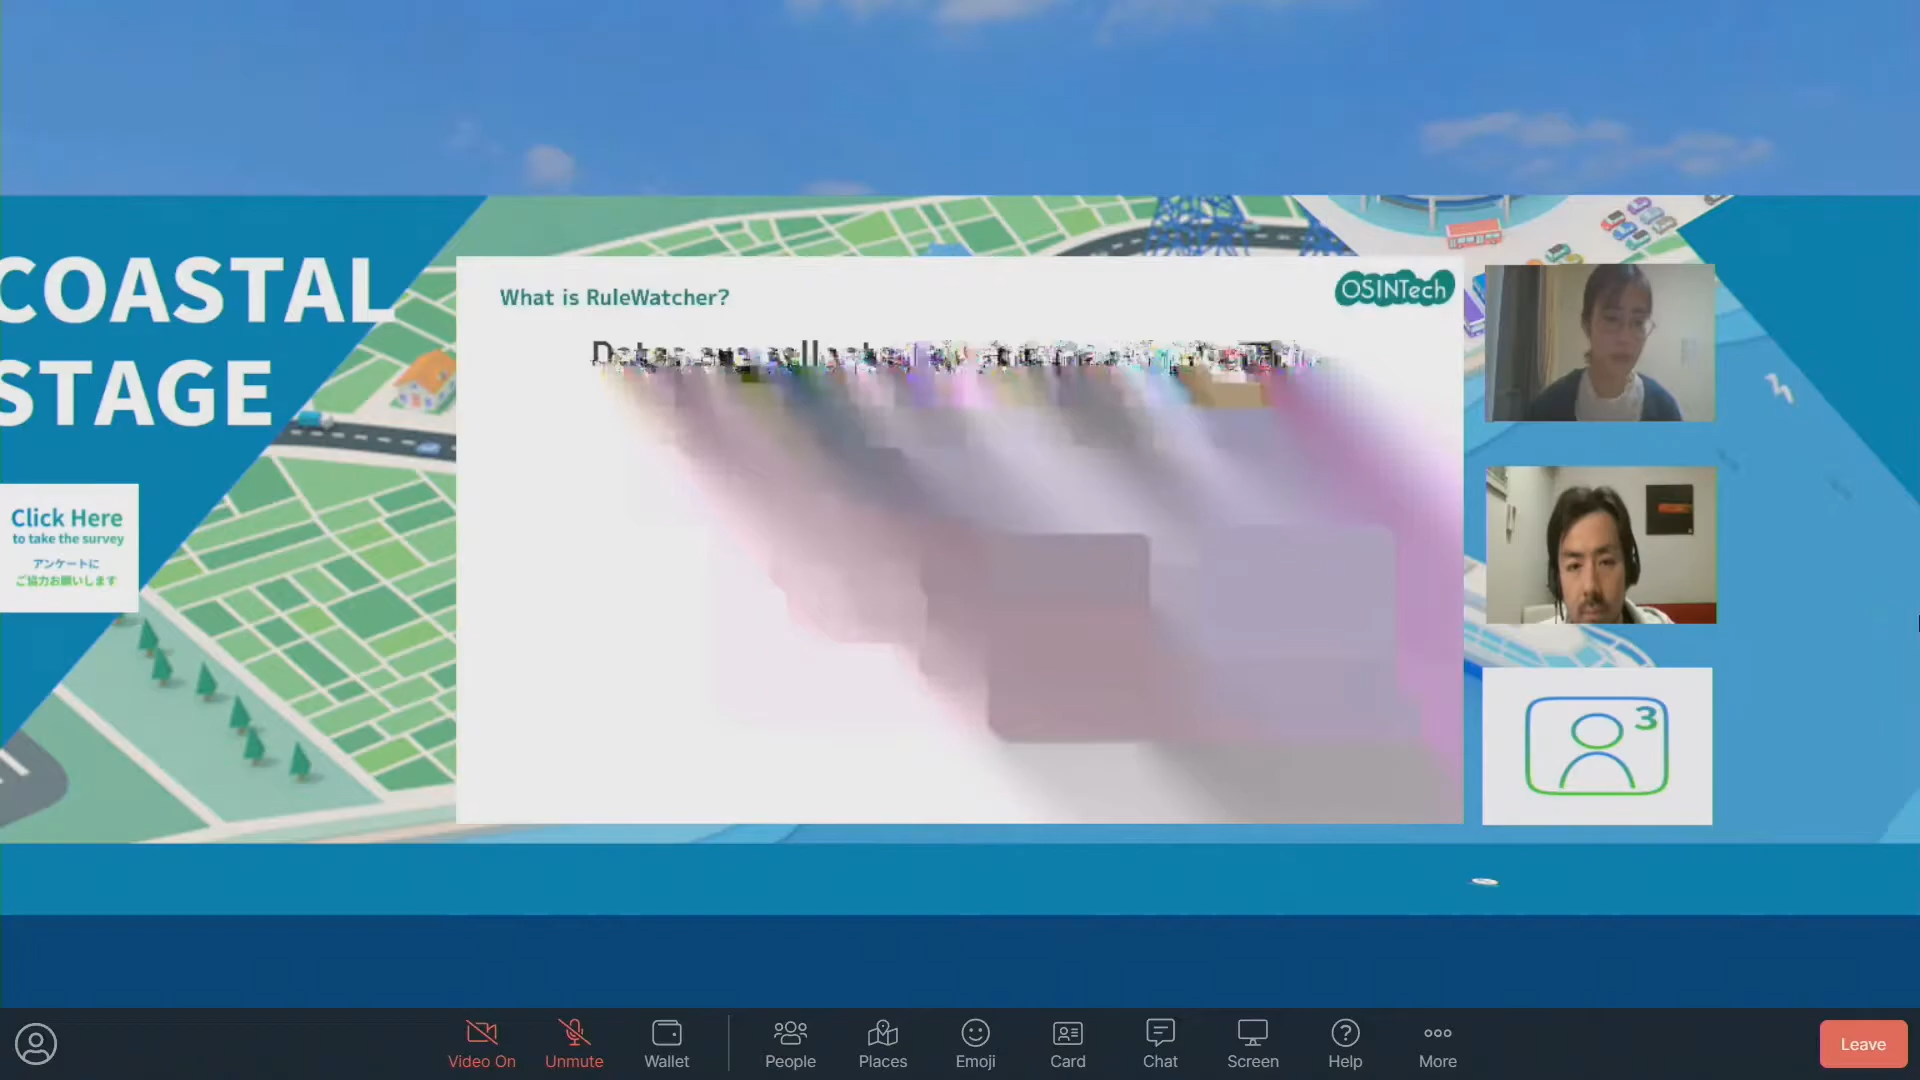 COASTAL
STAGE
Click Here
to take the survey
アンケートに
ご協力お願いします
What is RuleWatcher?
OSINTech
3
Video On
Unmute
Wallet
People
Places
Emoji
Card
Chat
Screen
Help
More
Leave